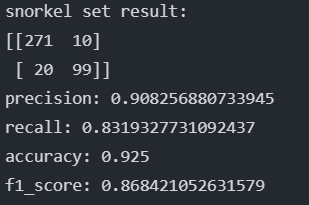 snorkel set result:
[[271 10]
[ 20 99]]
precision: 0.908256880733945
recall: 0.8319327731092437
accuracy: 0.925
f1_score: 0.868421052631579